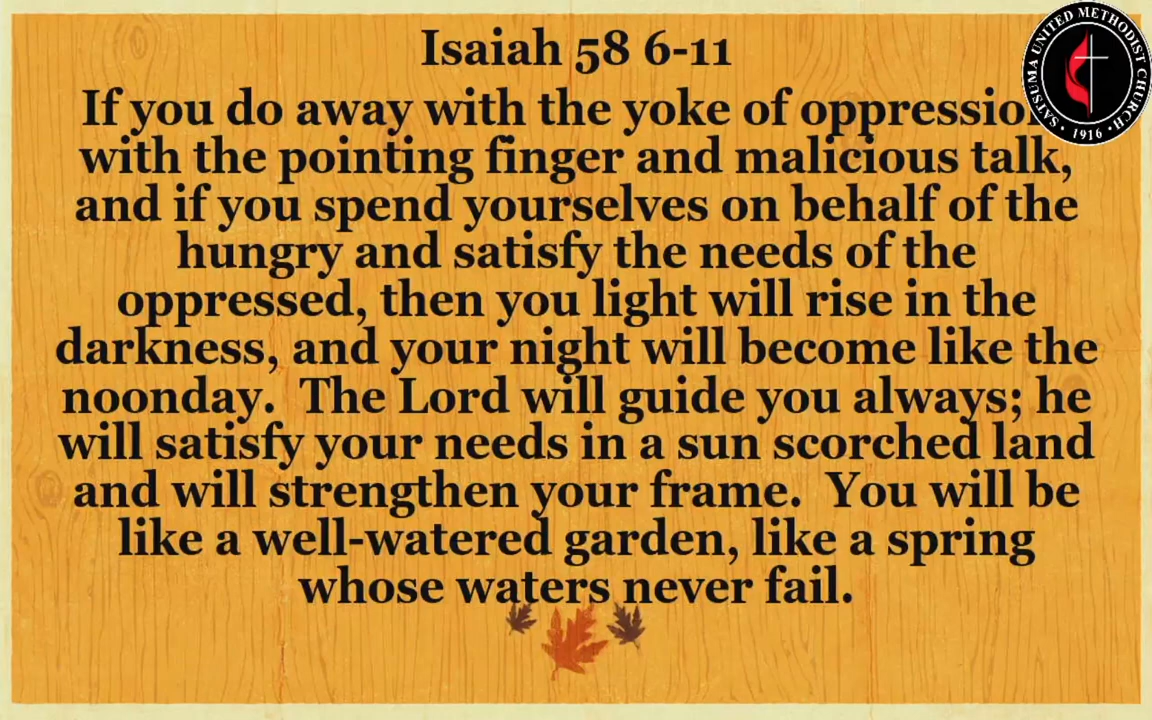 Isaiah 58 6-11
If you do away with the yoke of oppression
with the pointing finger and malicious talk,
and if you spend yourselves on behalf of the
hungry and satisfy the needs of the
oppressed, then you light will rise in the
darkness, and your night will become like the
noonday. The Lord will guide you always; he
will satisfy your needs in a sun scorched land
and will strengthen your frame. You will be
like a well-watered garden, like a spring
whose waters never fail.
SATSUMA UNITED METHODIST CHURCH
· 1916 ·